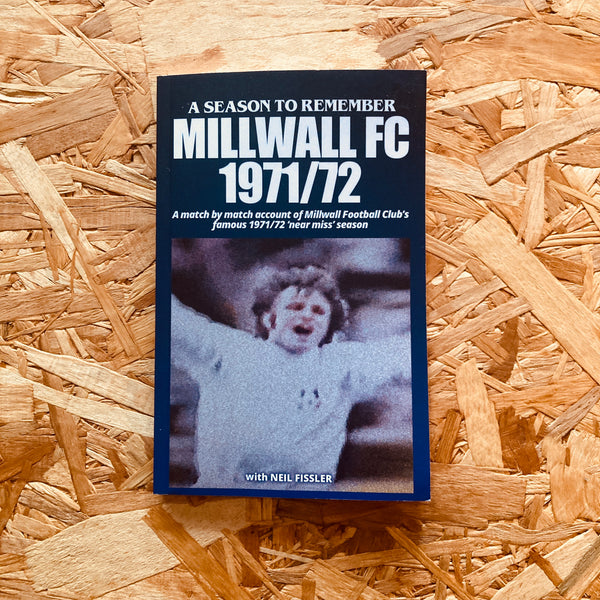 A SEASON TO REMEMBER
MILLWALL FC
1971/72
A match by match account of Millwall Football Club's
famous 1971/72 'near miss' season
with NEIL FISSLER